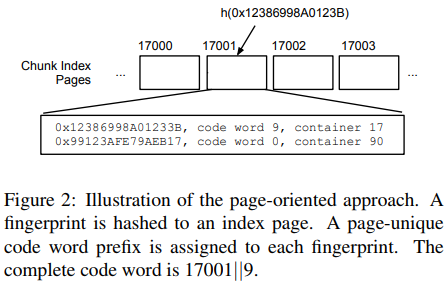 h(0x12386998A0123B)
17000 17001 17002 17003
Chunk Index
Pages
... ...
0x12386998A01233B, code word 9, container 17
0x99123AFE79AEB17, code word 0, container 90
Figure 2: Illustration of the page-oriented approach. A
fingerprint is hashed to an index page. A page-unique
code word prefix is assigned to each fingerprint. The
complete code word is 17001||9.